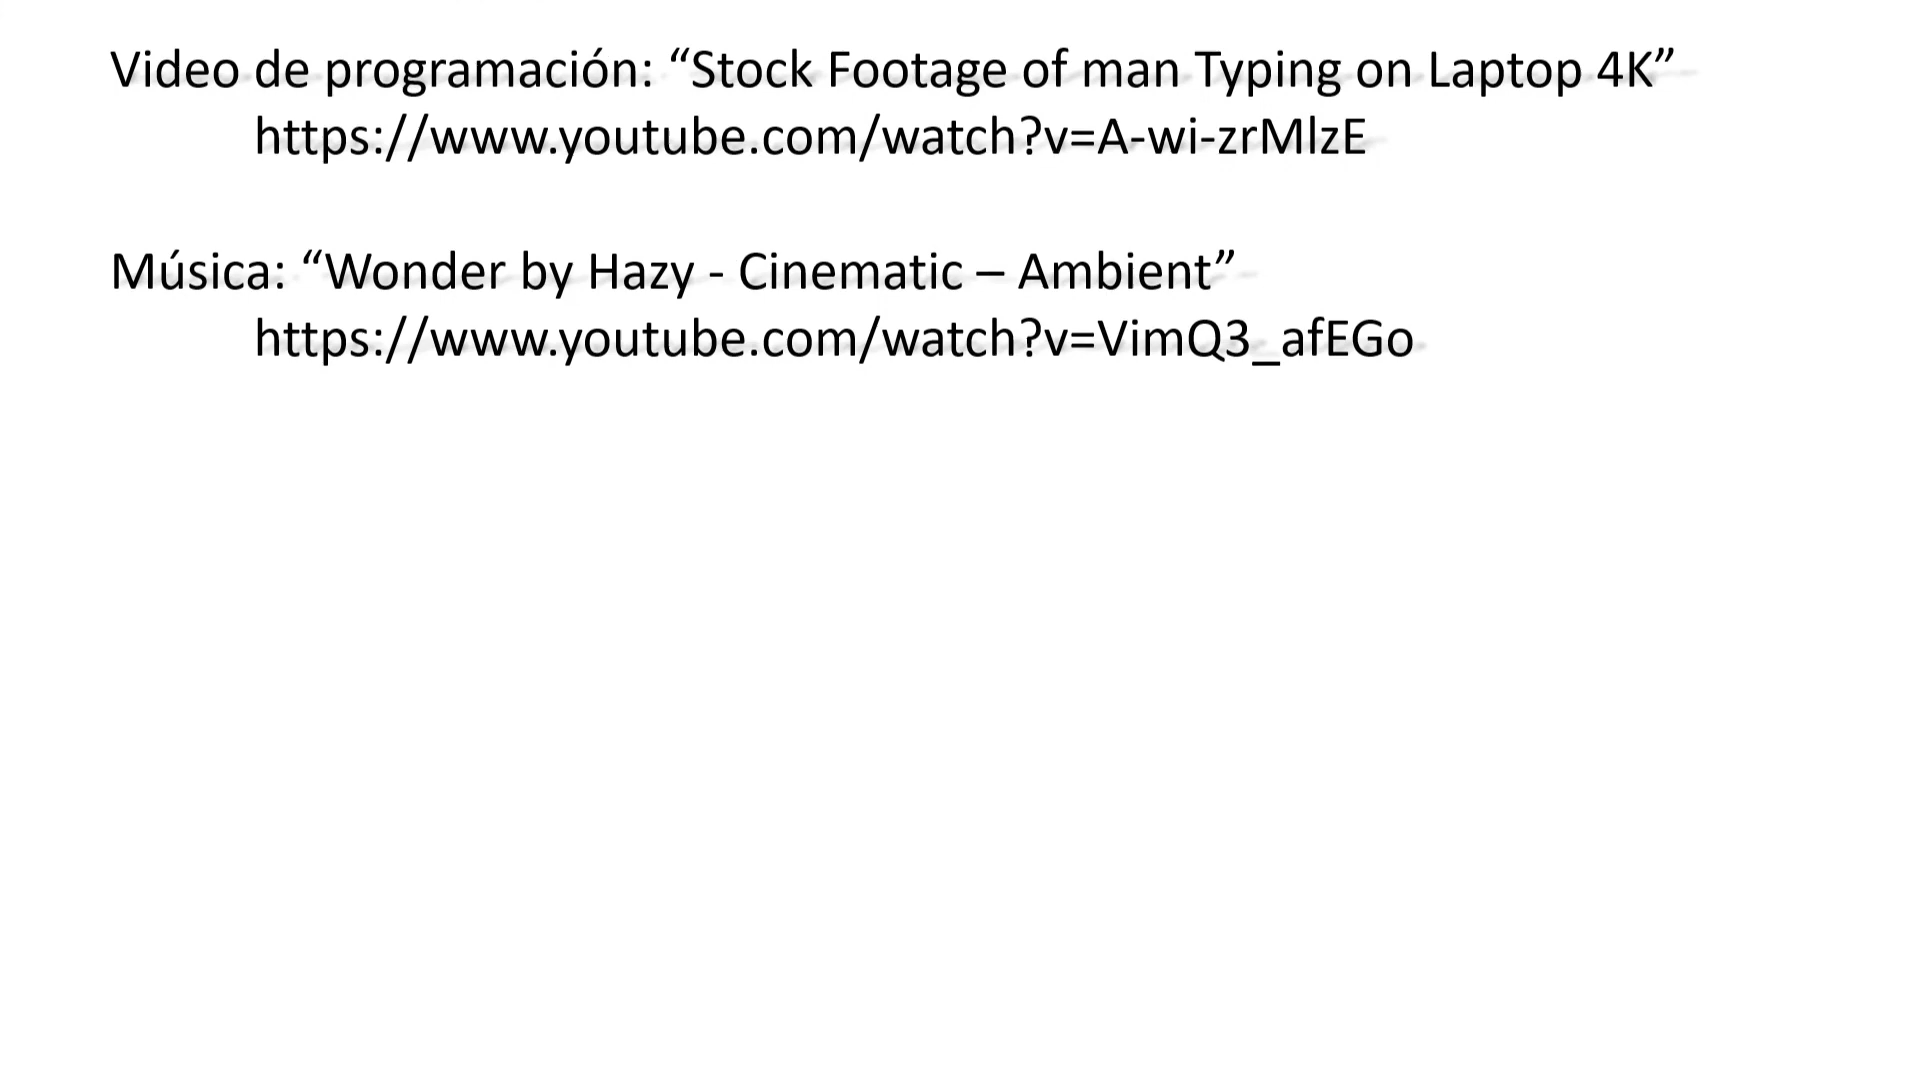 Video de programación: “Stock Footage of man Typing on Laptop 4K”
https://www.youtube.com/watch?v=A-wi-zrMlzE
Música: “Wonder by Hazy - Cinematic – Ambient”
https://www.youtube.com/watch?v=VimQ3_afEGo